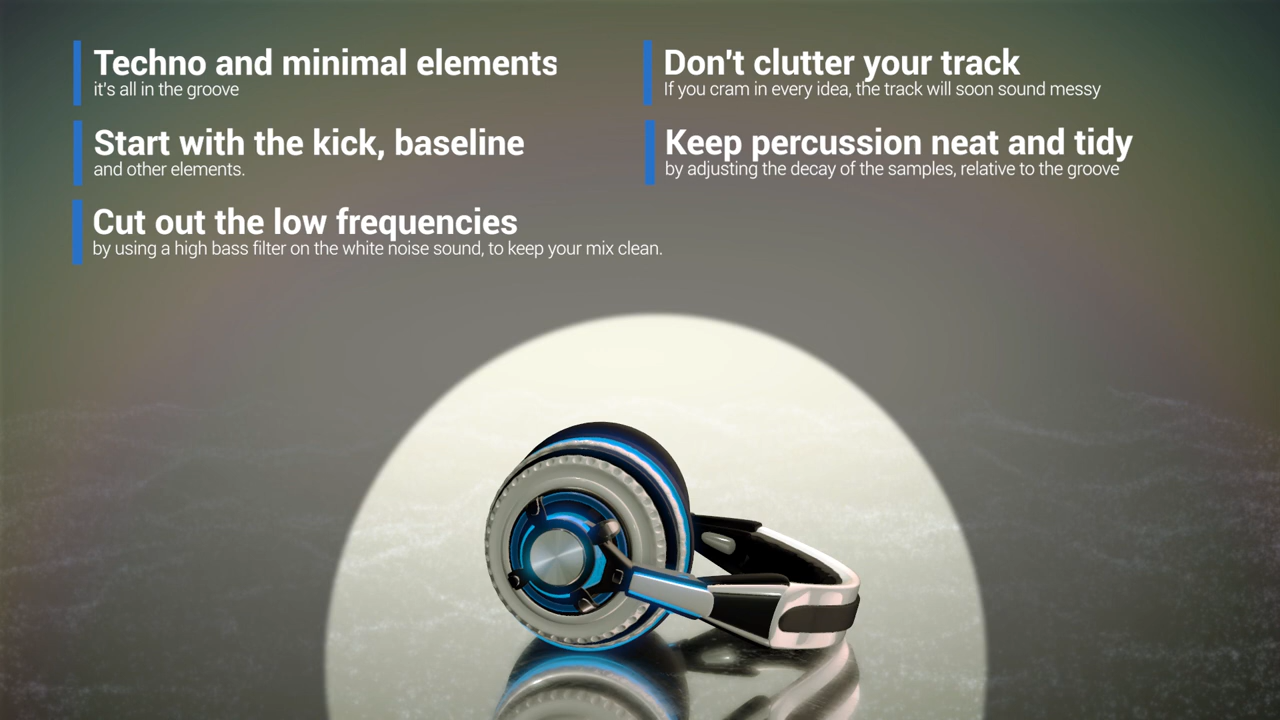 Techno and minimal elements
it's all in the groove
Start with the kick, baseline
and other elements.
Cut out the low frequencies
by using a high bass filter on the white noise sound, to keep your mix clean.
Don't clutter your track
If you cram in every idea, the track will soon sound messy
Keep percussion neat and tidy
by adjusting the decay of the samples, relative to the groove